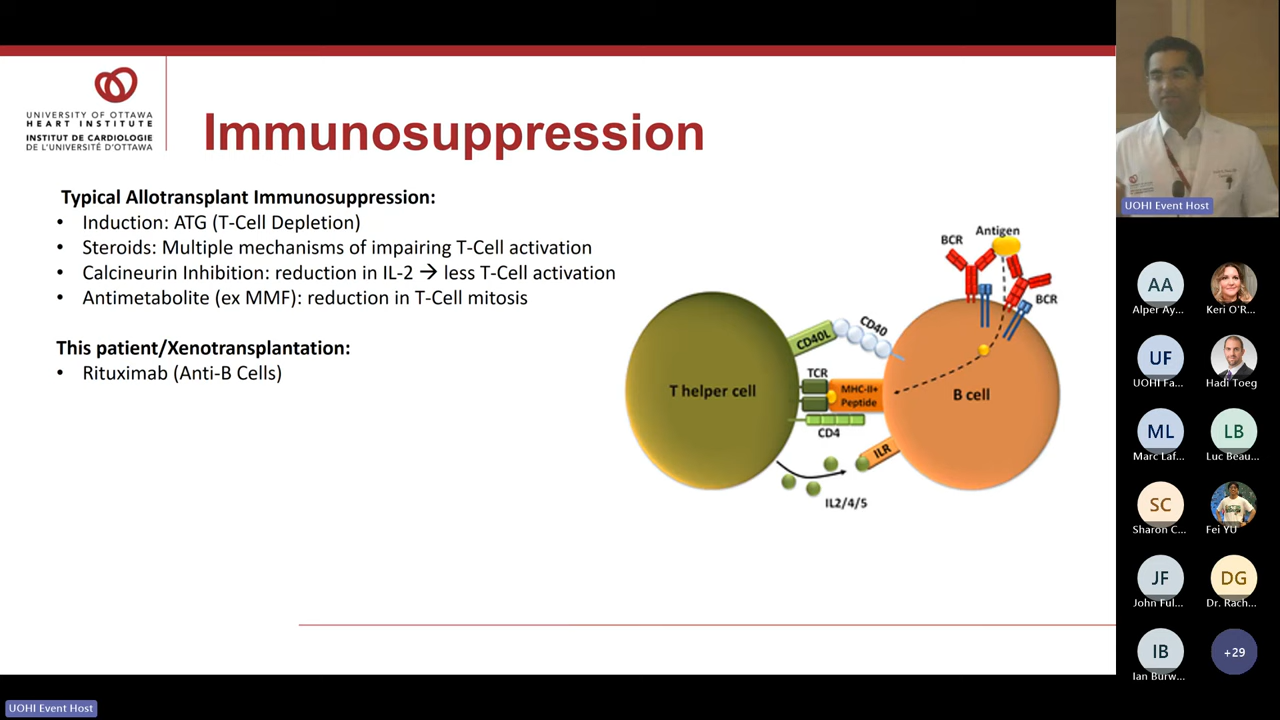 UNIVERSITY OF OTTAWA
HEART INSTITUTE
INSTITUT DE CARDIOLOGIE
DE L'UNIVERSITÉ D'OTTAWA
Immunosuppression
Typical Allotransplant Immunosuppression:
• Induction: ATG (T-Cell Depletion)
• Steroids: Multiple mechanisms of impairing T-Cell activation
• Calcineurin Inhibition: reduction in IL-2 → less T-Cell activation
• Antimetabolite (ex MMF): reduction in T-Cell mitosis
This patient/Xenotransplantation:
• Rituximab (Anti-B Cells)
Antigen
BCR
BCR
CD40L
CD40
TCR
MHC-II+
Peptide
CD4
ILR
IL2/4/5
T helper cell
B cell
UOHI Event Host
AA
Alper Ay...
Keri O'R...
UF
UOHI Fa...
Hadi Toeg
ML
Marc Laf...
LB
Luc Beau...
SC
Sharon C...
Fei YU
JF
John Ful...
DG
Dr. Rach...
IB
Ian Burw...
+29
UOHI Event Host